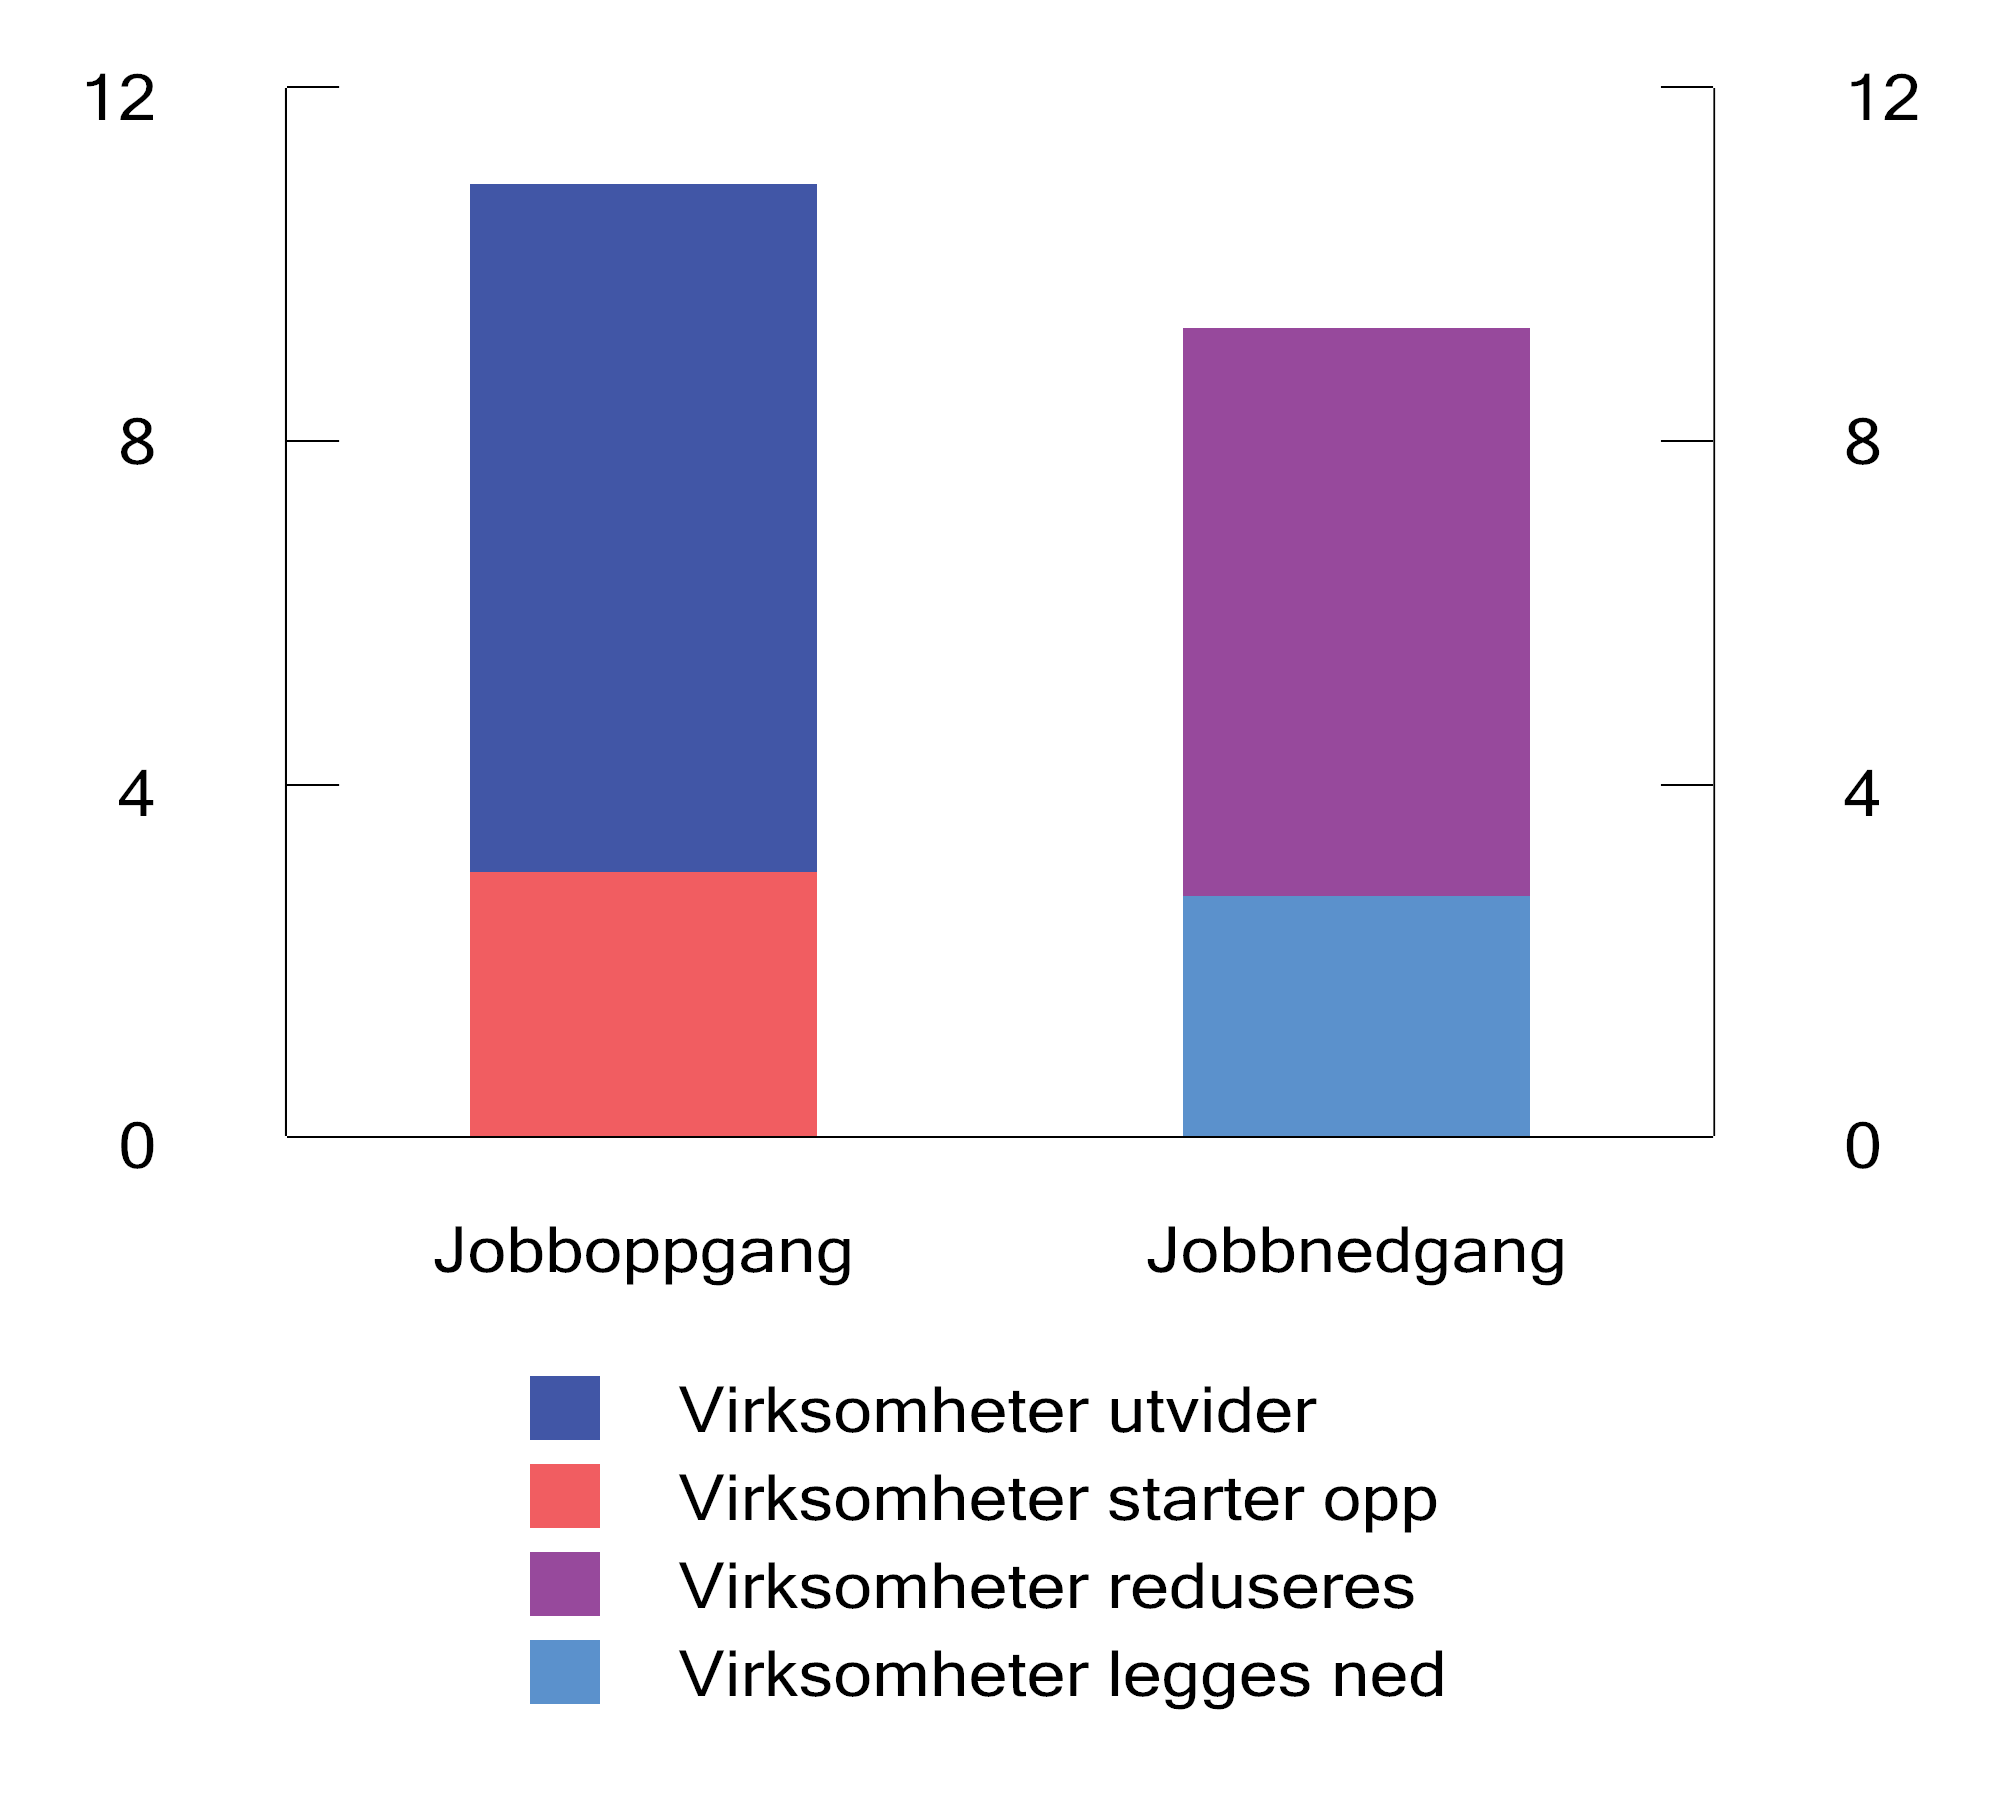 12 12
8 8
4 4
0 0
Jobboppgang Jobbnedgang
Virksomheter utvider
Virksomheter starter opp
Virksomheter reduseres
Virksomheter legges ned